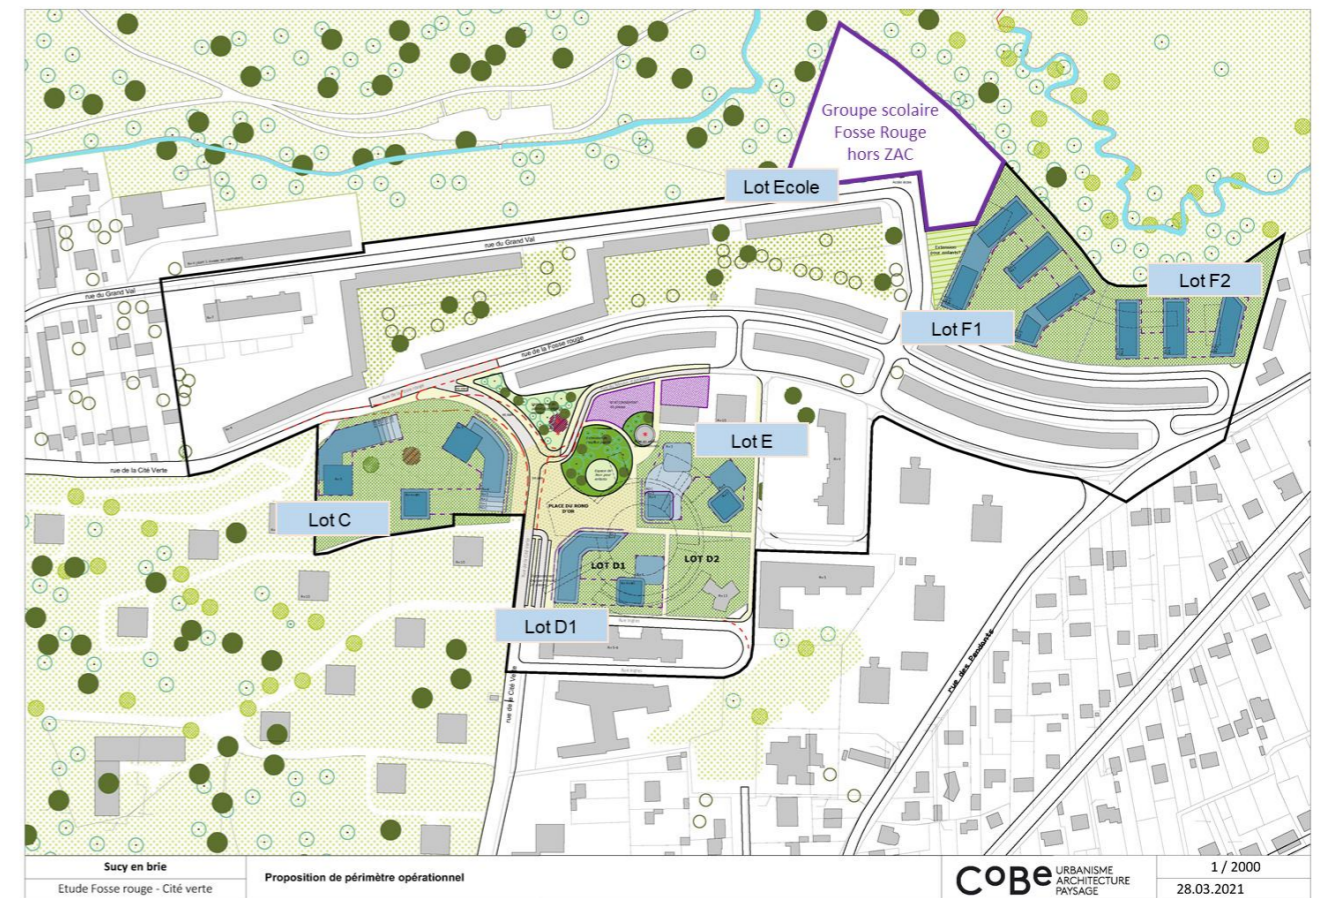 Groupe scolaire
Fosse Rouge
hors ZAC
Lot Ecole
rue du Grand Val
rue du Grand Val
Lot F2
Lot F1
rue de la Fosse rouge
Lot E
rue de la Cité Verte
Lot C
PLACE DU ROND
D'OR
LOT D1
LOT D2
Lot D1
rue de la Cité Verte
rue des Pendants
Sucy en brie
Etude Fosse rouge - Cité verte
Proposition de périmètre opérationnel
COBe
URBANISME
ARCHITECTURE
PAYSAGE
1 / 2000
28.03.2021